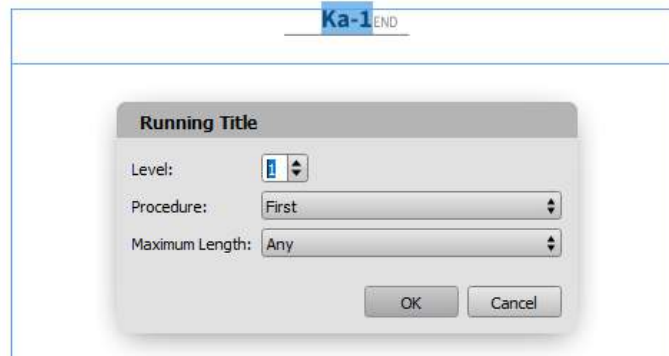 Ka-1END
Running Title
Level: 1
Procedure: First
Maximum Length: Any
OK Cancel